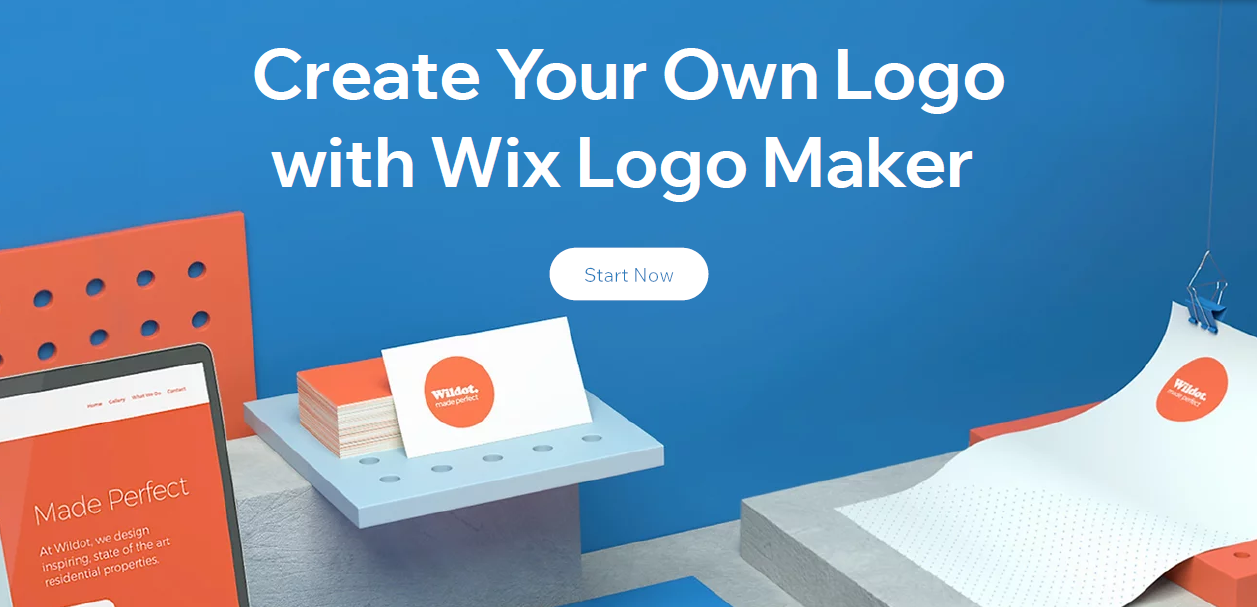 Create Your Own Logo
with Wix Logo Maker
Start Now
Wildot.
made perfect
Wildot.
made perfect
Home Gallery What We Do Contact
Made Perfect
At Wildot, we design
inspiring, state of the art
residential properties.